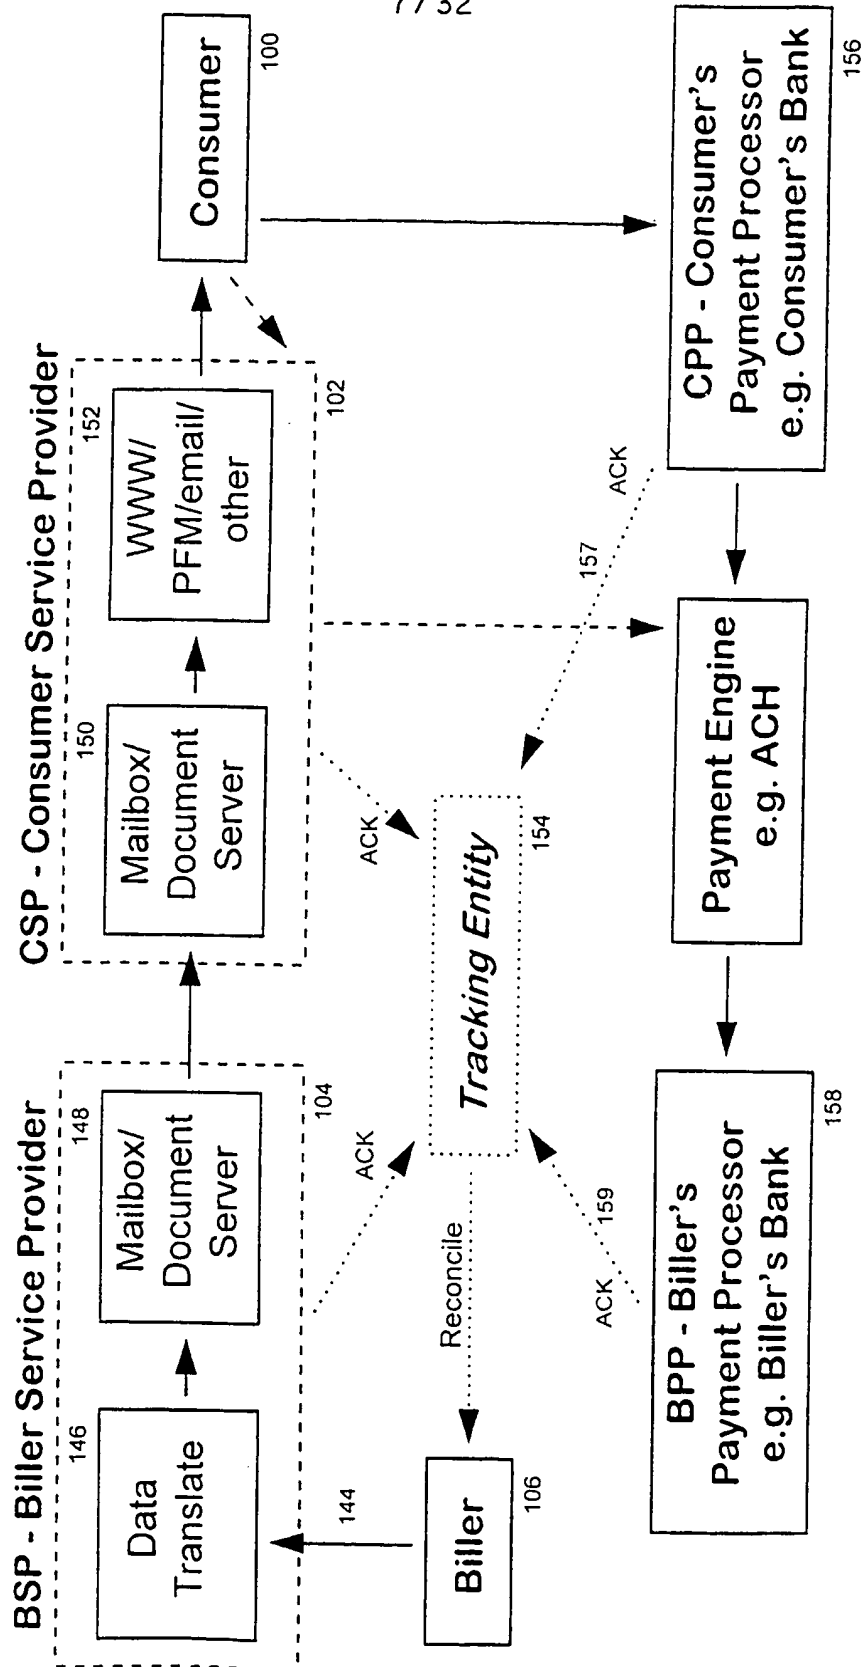 7/32
BSP - Biller Service Provider
146
Data
Translate
148
Mailbox/
Document
Server
104
CSP - Consumer Service Provider
150
Mailbox/
Document
Server
152
WWW/
PFM/email/
other
102
Consumer
100
144
Biller
106
Reconcile
ACK
ACK
Tracking Entity
154
157
ACK
ACK
159
BPP - Biller's
Payment Processor
e.g. Biller's Bank
158
Payment Engine
e.g. ACH
CPP - Consumer's
Payment Processor
e.g. Consumer's Bank
156